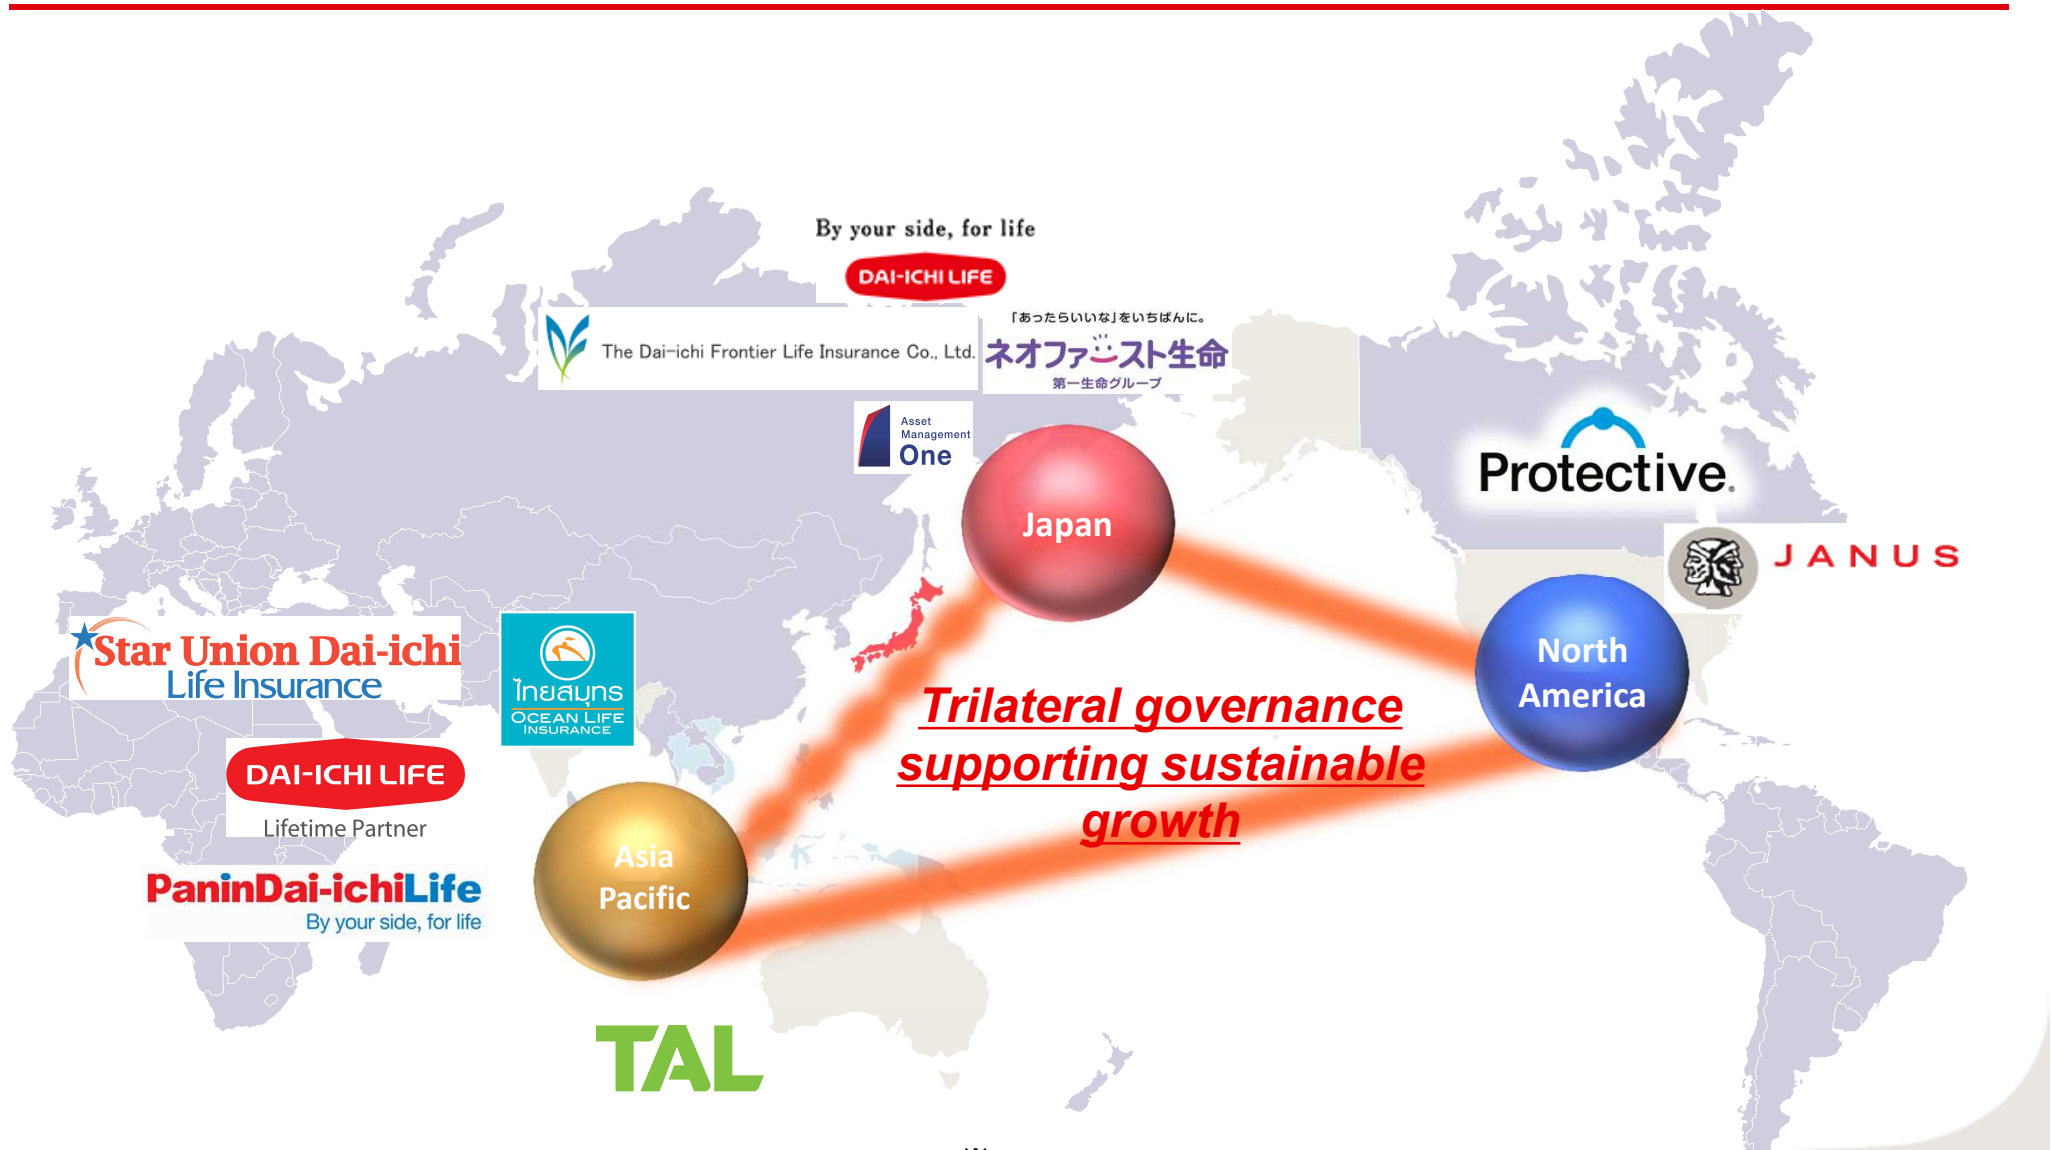 By your side, for life
DAI-ICHI LIFE
The Dai-ichi Frontier Life Insurance Co., Ltd.
「あったらいいな」をいちばんに。
ネオファースト生命
第一生命グループ
Asset
Management
One
Japan
Protective®
JANUS
North
America
Star Union Dai-ichi
Life Insurance
ไทยสมุทร
OCEAN LIFE
INSURANCE
Trilateral governance
supporting sustainable
growth
DAI-ICHI LIFE
Lifetime Partner
Asia
Pacific
PaninDai-ichiLife
By your side, for life
TAL